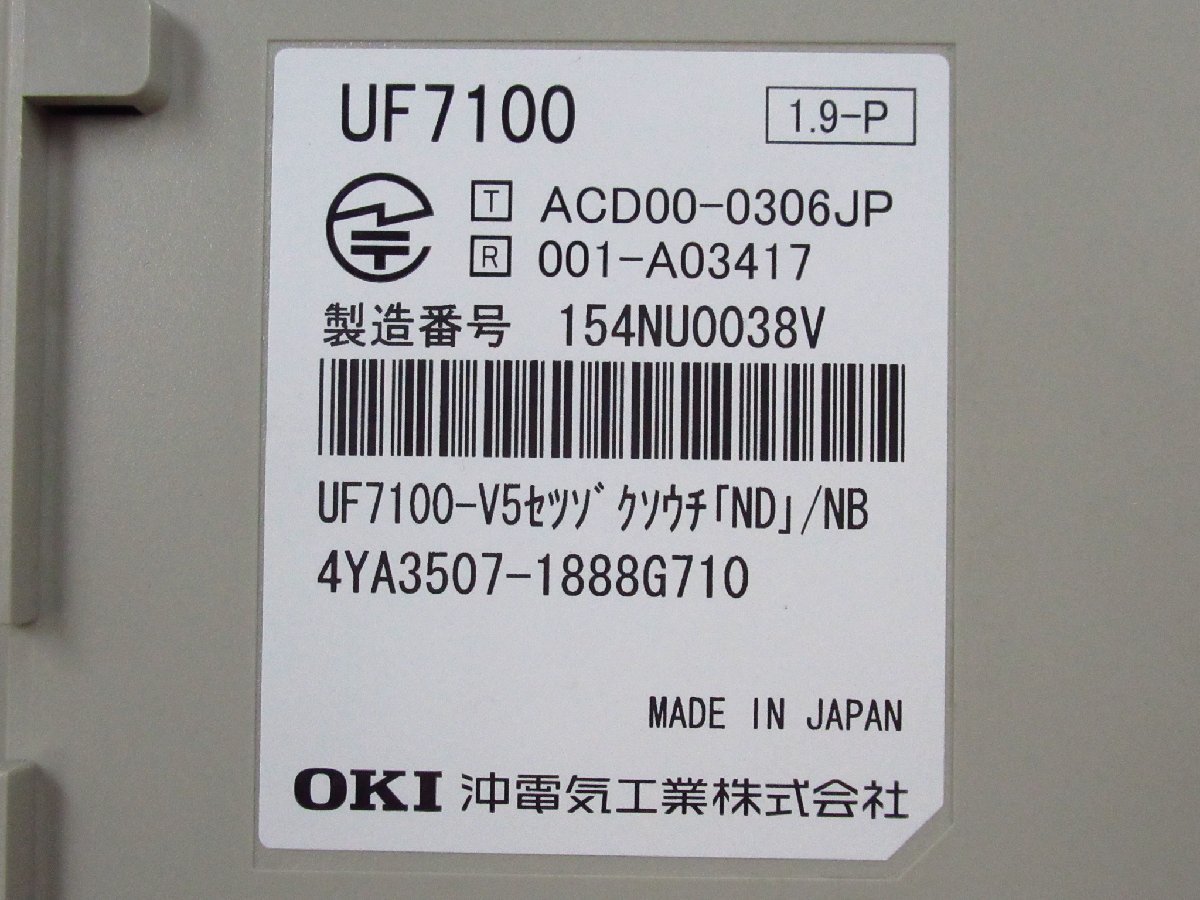 UF7100
1.9-P
T ACD00-0306JP
R 001-A03417
製造番号 154NU0038V
UF7100-V5ｾﾂｿﾞｸｿｳﾁ｢ND｣/NB
4YA3507-1888G710
MADE IN JAPAN
OKI 沖電気工業株式会社